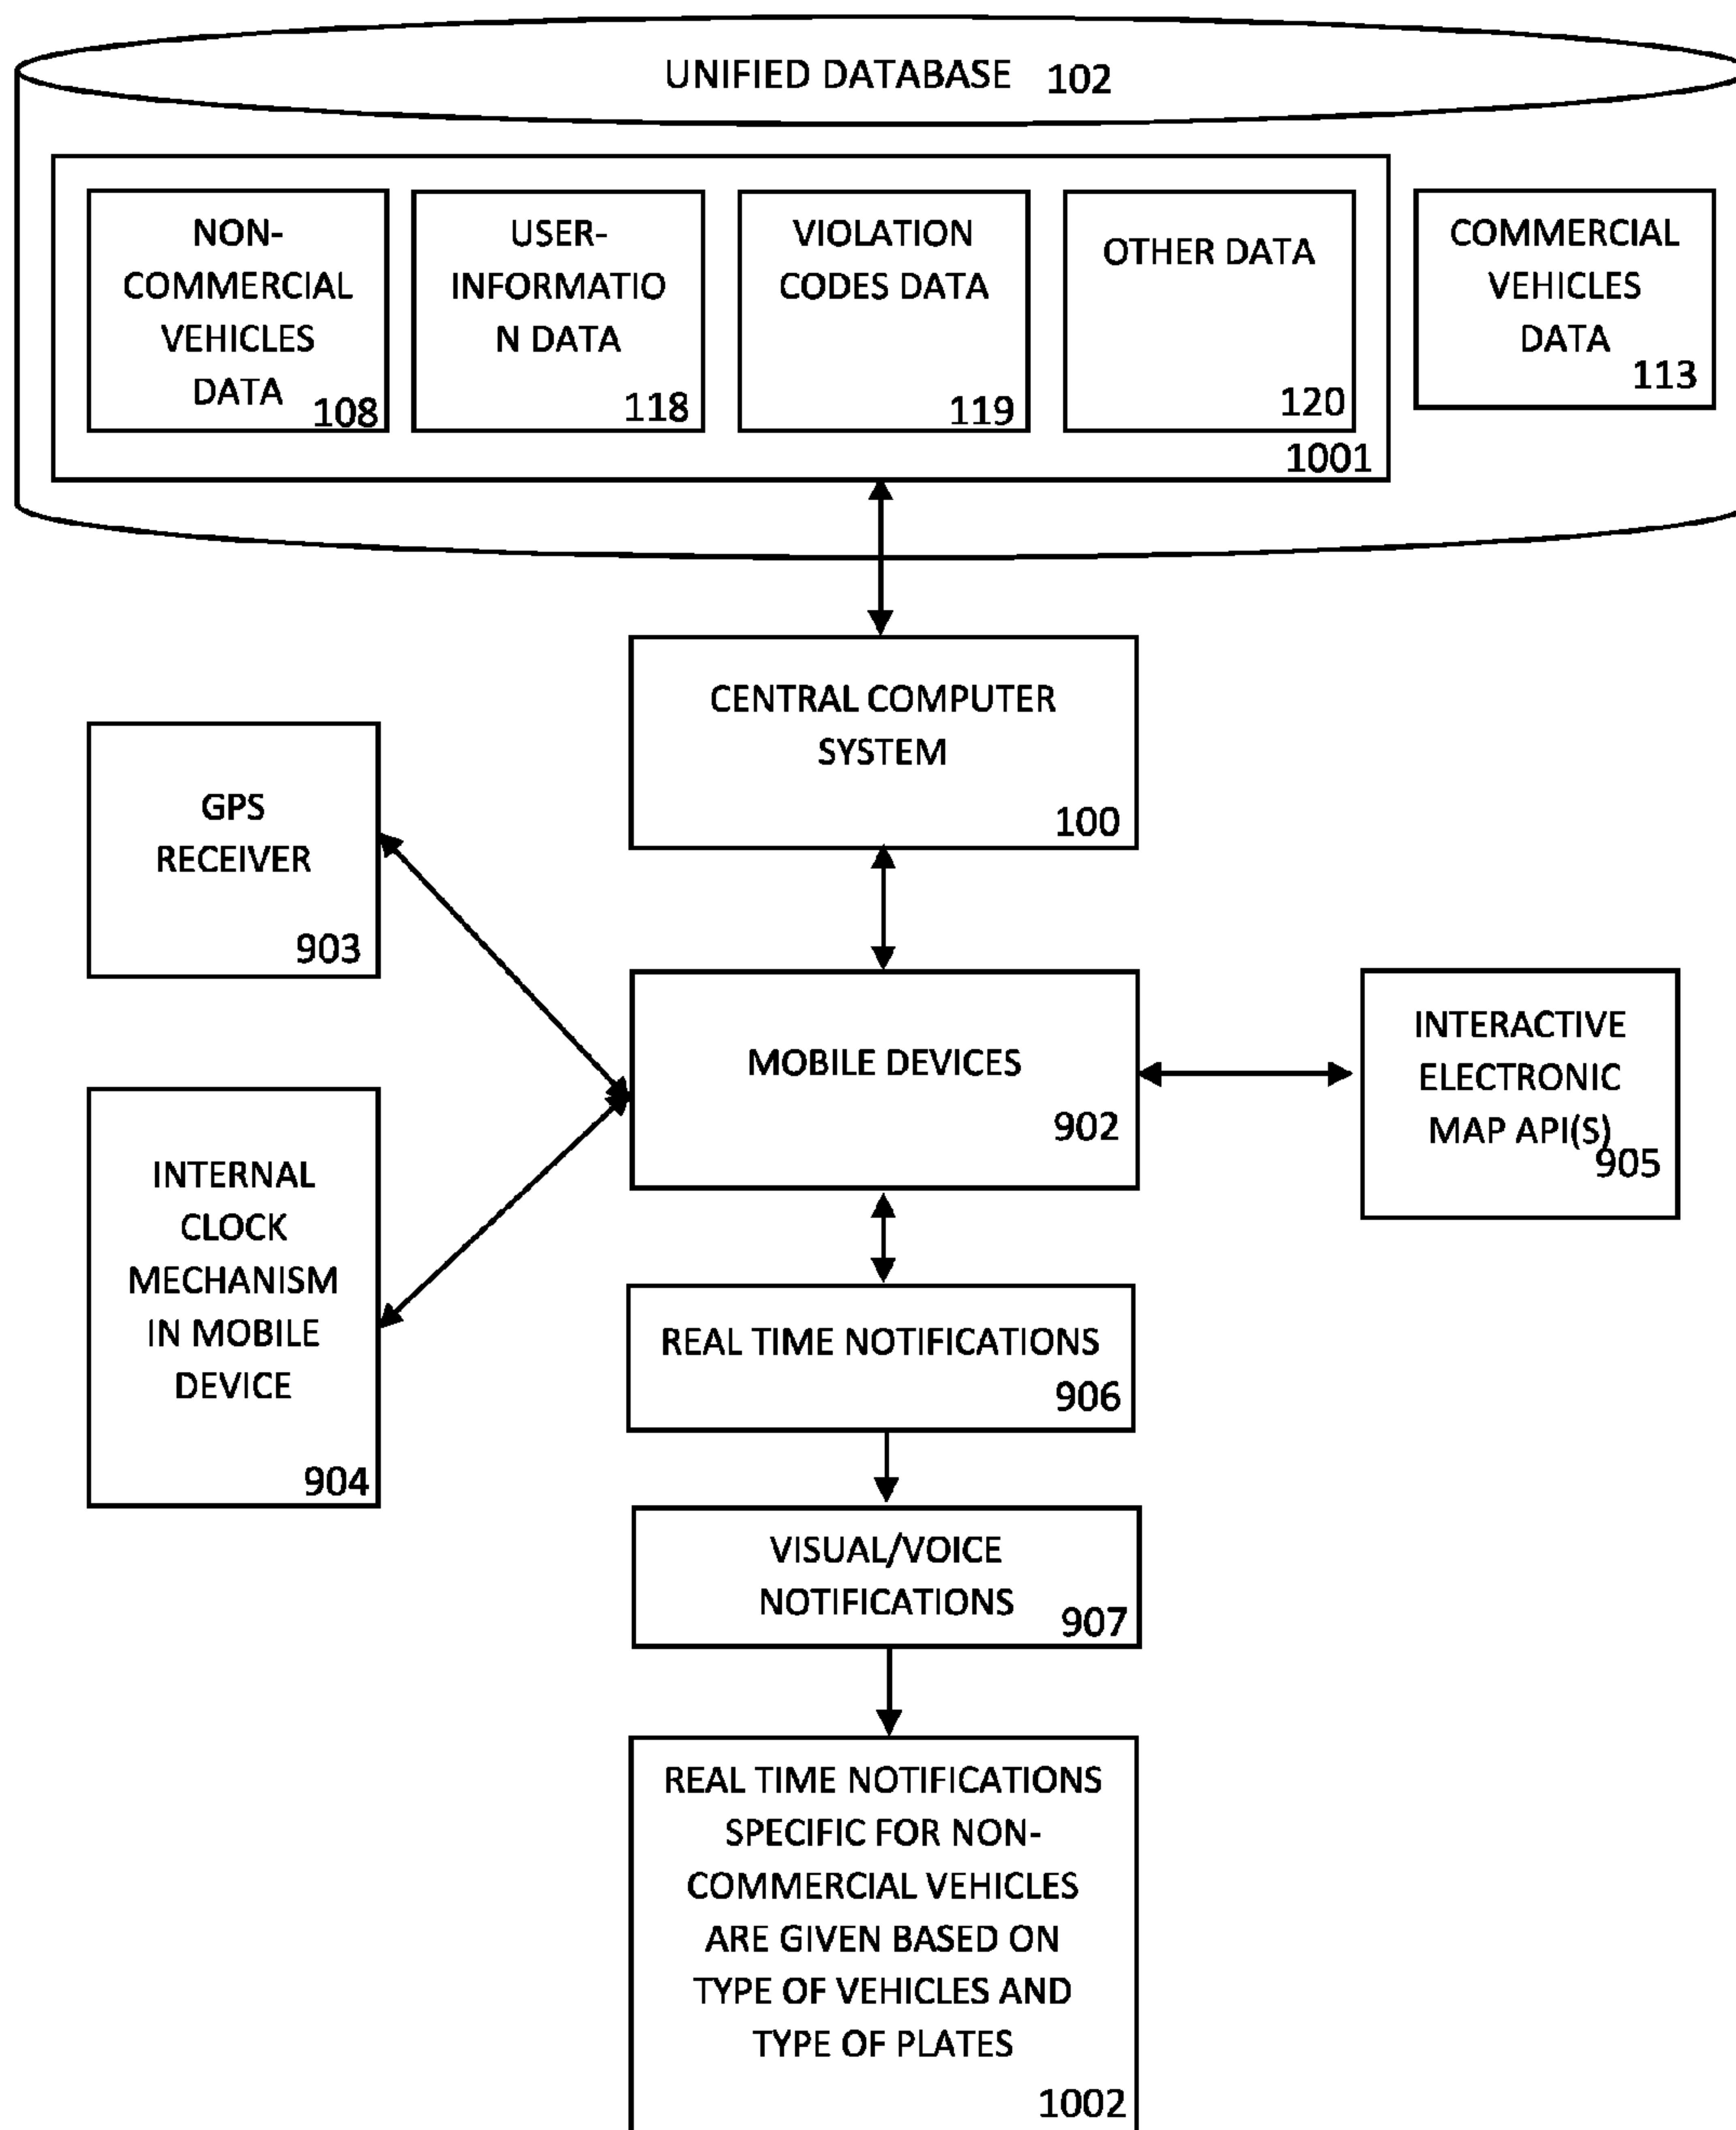 UNIFIED DATABASE 102
NON-
COMMERCIAL
VEHICLES
DATA
108
USER-
INFORMATIO
N DATA
118
VIOLATION
CODES DATA
119
OTHER DATA
120
1001
COMMERCIAL
VEHICLES
DATA
113
CENTRAL COMPUTER
SYSTEM
100
GPS
RECEIVER
903
MOBILE DEVICES
902
INTERACTIVE
ELECTRONIC
MAP API(S)
905
INTERNAL
CLOCK
MECHANISM
IN MOBILE
DEVICE
904
REAL TIME NOTIFICATIONS
906
VISUAL/VOICE
NOTIFICATIONS
907
REAL TIME NOTIFICATIONS
SPECIFIC FOR NON-
COMMERCIAL VEHICLES
ARE GIVEN BASED ON
TYPE OF VEHICLES AND
TYPE OF PLATES
1002